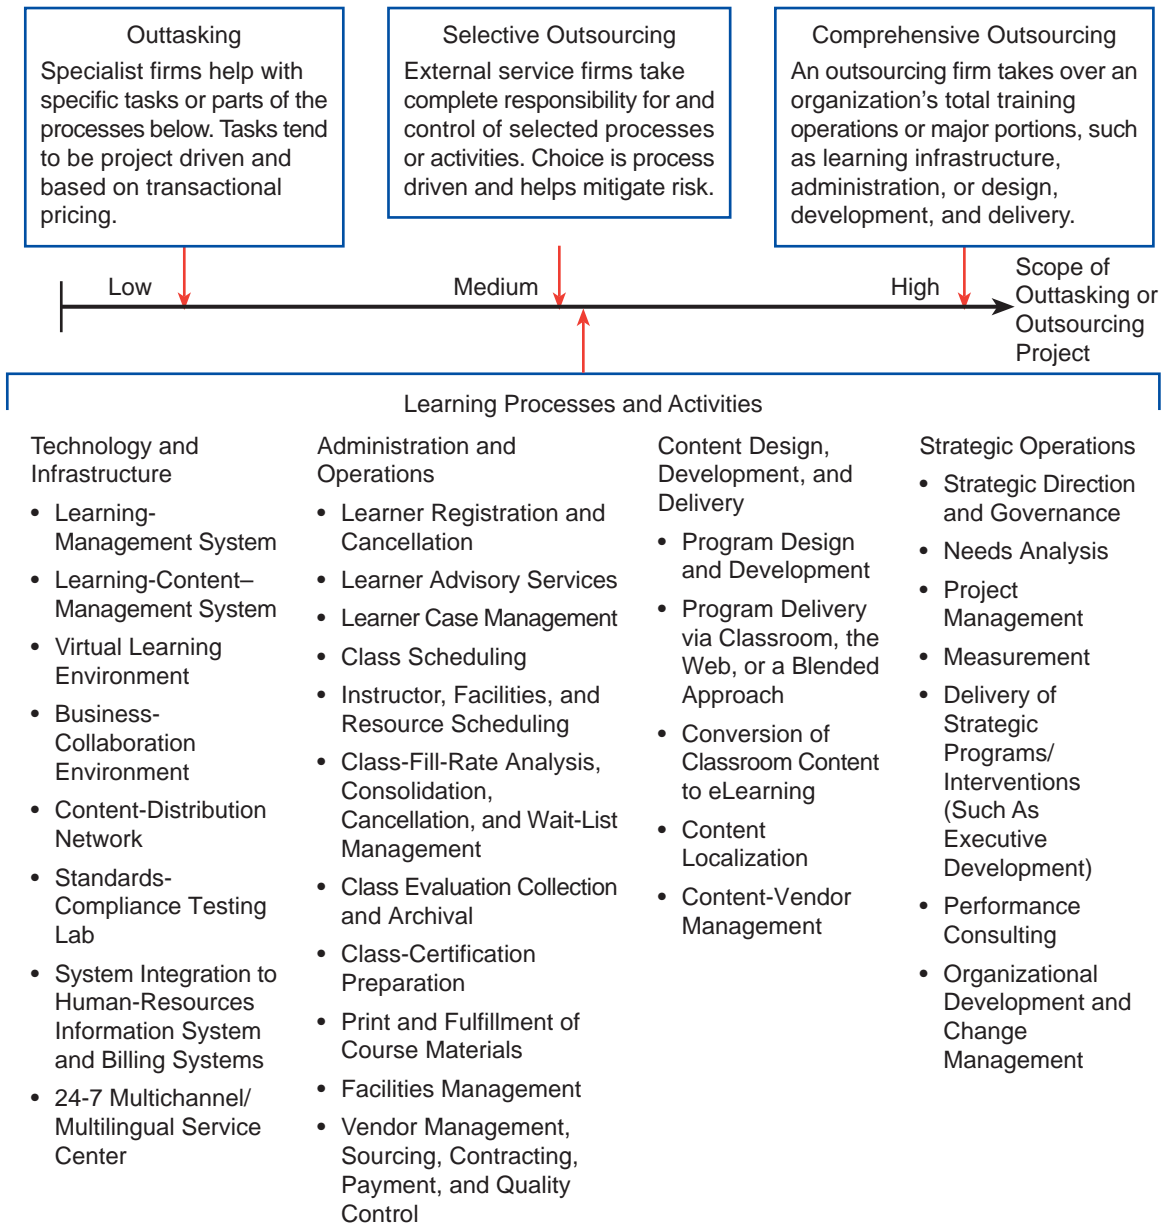 Outtasking
Specialist firms help with
specific tasks or parts of the
processes below. Tasks tend
to be project driven and
based on transactional
pricing.
Selective Outsourcing
External service firms take
complete responsibility for and
control of selected processes
or activities. Choice is process
driven and helps mitigate risk.
Comprehensive Outsourcing
An outsourcing firm takes over an
organization’s total training
operations or major portions, such
as learning infrastructure,
administration, or design,
development, and delivery.
Low
Medium
High
Scope of
Outtasking or
Outsourcing
Project
Learning Processes and Activities
Technology and
Infrastructure
• Learning-
Management System
• Learning-Content–
Management System
• Virtual Learning
Environment
• Business-
Collaboration
Environment
• Content-Distribution
Network
• Standards-
Compliance Testing
Lab
• System Integration to
Human-Resources
Information System
and Billing Systems
• 24-7 Multichannel/
Multilingual Service
Center
Administration and
Operations
• Learner Registration and
Cancellation
• Learner Advisory Services
• Learner Case Management
• Class Scheduling
• Instructor, Facilities, and
Resource Scheduling
• Class-Fill-Rate Analysis,
Consolidation,
Cancellation, and Wait-List
Management
• Class Evaluation Collection
and Archival
• Class-Certification
Preparation
• Print and Fulfillment of
Course Materials
• Facilities Management
• Vendor Management,
Sourcing, Contracting,
Payment, and Quality
Control
Content Design,
Development, and
Delivery
• Program Design
and Development
• Program Delivery
via Classroom, the
Web, or a Blended
Approach
• Conversion of
Classroom Content
to eLearning
• Content
Localization
• Content-Vendor
Management
Strategic Operations
• Strategic Direction
and Governance
• Needs Analysis
• Project
Management
• Measurement
• Delivery of
Strategic
Programs/
Interventions
(Such As
Executive
Development)
• Performance
Consulting
• Organizational
Development and
Change
Management